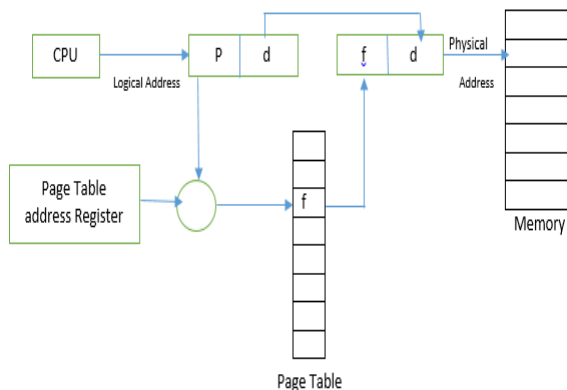 CPU
Logical Address
P d
f d
Physical
Address
Page Table
address Register
f
Memory
Page Table